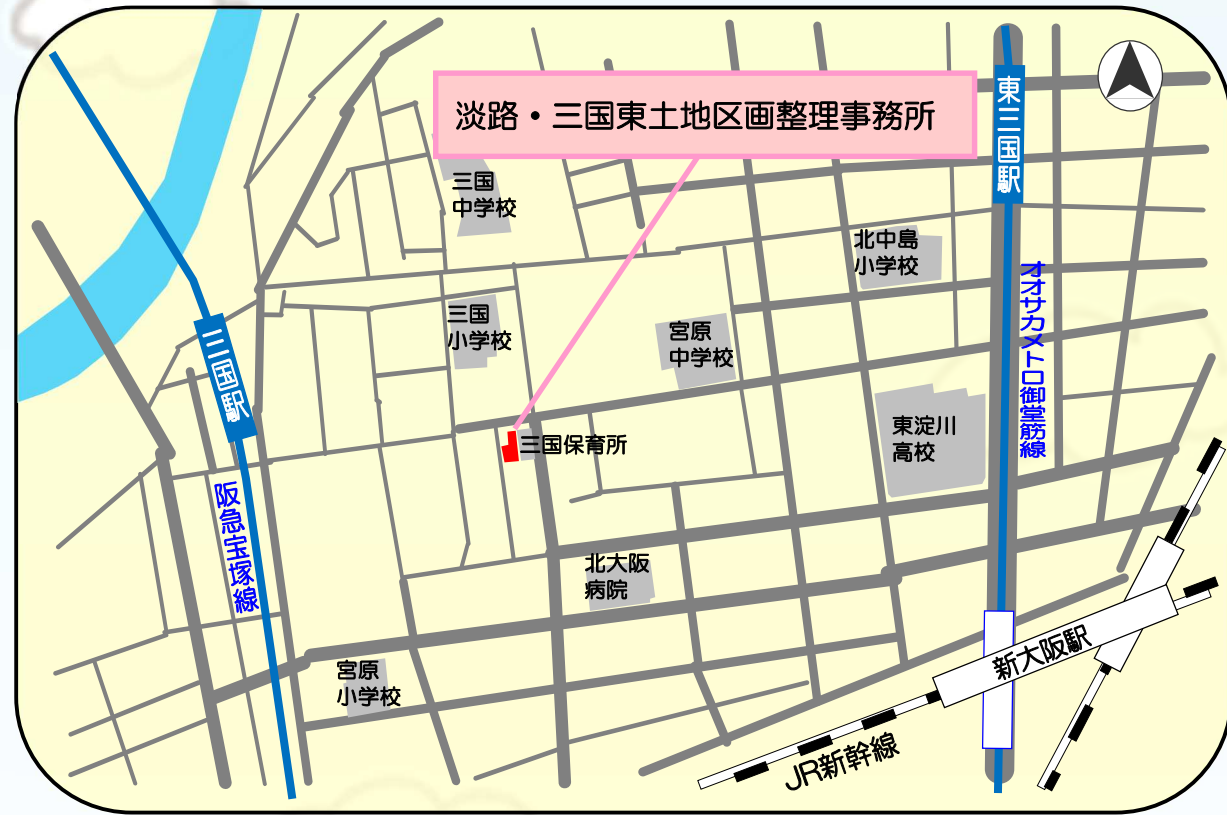 淡路・三国東土地区画整理事務所
東三国駅
三国
中学校
北中島
小学校
オオサカメトロ御堂筋線
三国
小学校
宮原
中学校
三国駅
東淀川
高校
三国保育所
阪急宝塚線
北大阪
病院
新大阪駅
宮原
小学校
JR新幹線